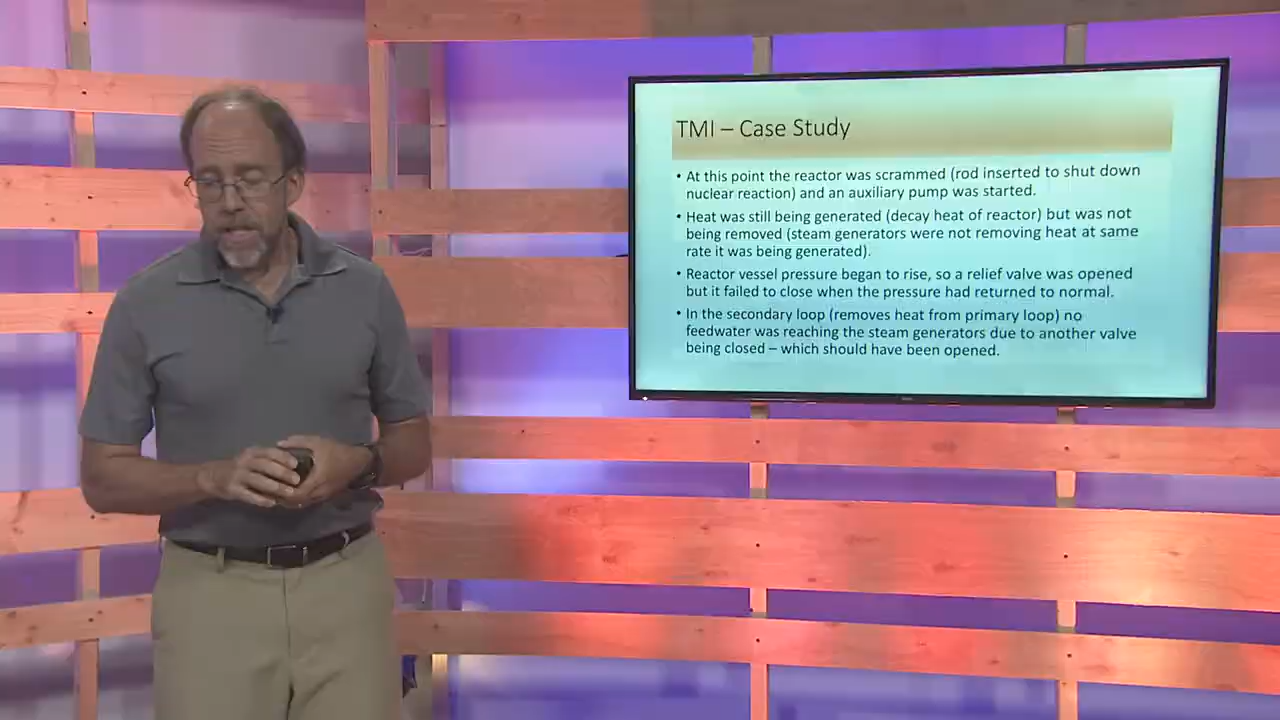 TMI – Case Study
• At this point the reactor was scrammed (rod inserted to shut down
nuclear reaction) and an auxiliary pump was started.
• Heat was still being generated (decay heat of reactor) but was not
being removed (steam generators were not removing heat at same
rate it was being generated).
• Reactor vessel pressure began to rise, so a relief valve was opened
but it failed to close when the pressure had returned to normal.
• In the secondary loop (removes heat from primary loop) no
feedwater was reaching the steam generators due to another valve
being closed – which should have been opened.